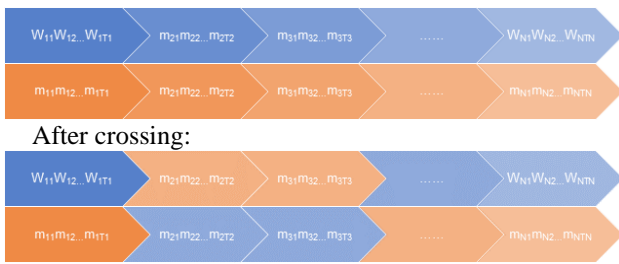 W₁₁W₁₂...W₁T₁ m₂₁m₂₂...m₂T₂ m₃₁m₃₂...m₃T₃ ...... WN₁WN₂...WNTN
m₁₁m₁₂...m₁T₁ m₂₁m₂₂...m₂T₂ m₃₁m₃₂...m₃T₃ ...... mN₁mN₂...mNTN
After crossing:
W₁₁W₁₂...W₁T₁ m₂₁m₂₂...m₂T₂ m₃₁m₃₂...m₃T₃ ...... WN₁WN₂...WNTN
m₁₁m₁₂...m₁T₁ m₂₁m₂₂...m₂T₂ m₃₁m₃₂...m₃T₃ ...... mN₁mN₂...mNTN